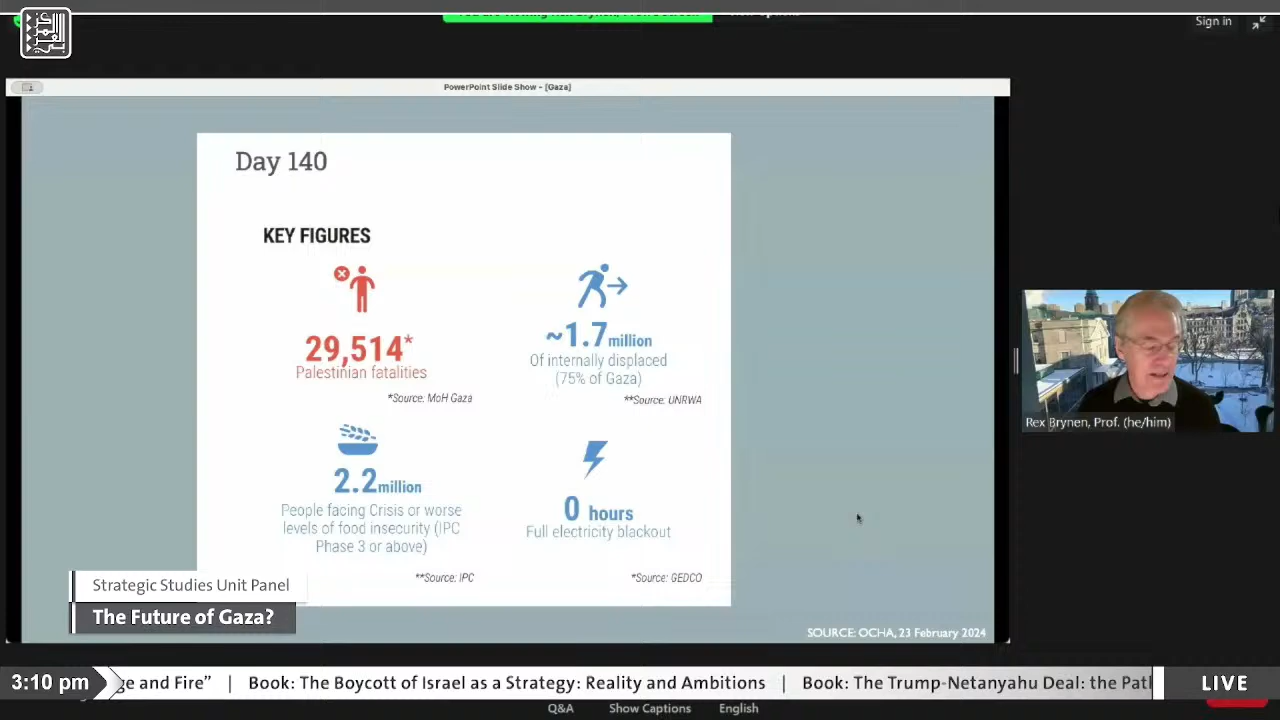 Sign in
PowerPoint Slide Show - [Gaza]
Day 140
KEY FIGURES
29,514*
Palestinian fatalities
*Source: MoH Gaza
~1.7 million
Of internally displaced
(75% of Gaza)
**Source: UNRWA
2.2 million
People facing Crisis or worse
levels of food insecurity (IPC
Phase 3 or above)
**Source: IPC
0 hours
Full electricity blackout
*Source: GEDCO
SOURCE: OCHA, 23 February 2024
Rex Brynen, Prof. (he/him)
Strategic Studies Unit Panel
The Future of Gaza?
3:10 pm
ge and Fire” | Book: The Boycott of Israel as a Strategy: Reality and Ambitions | Book: The Trump-Netanyahu Deal: the Patl
LIVE
Q&A Show Captions English